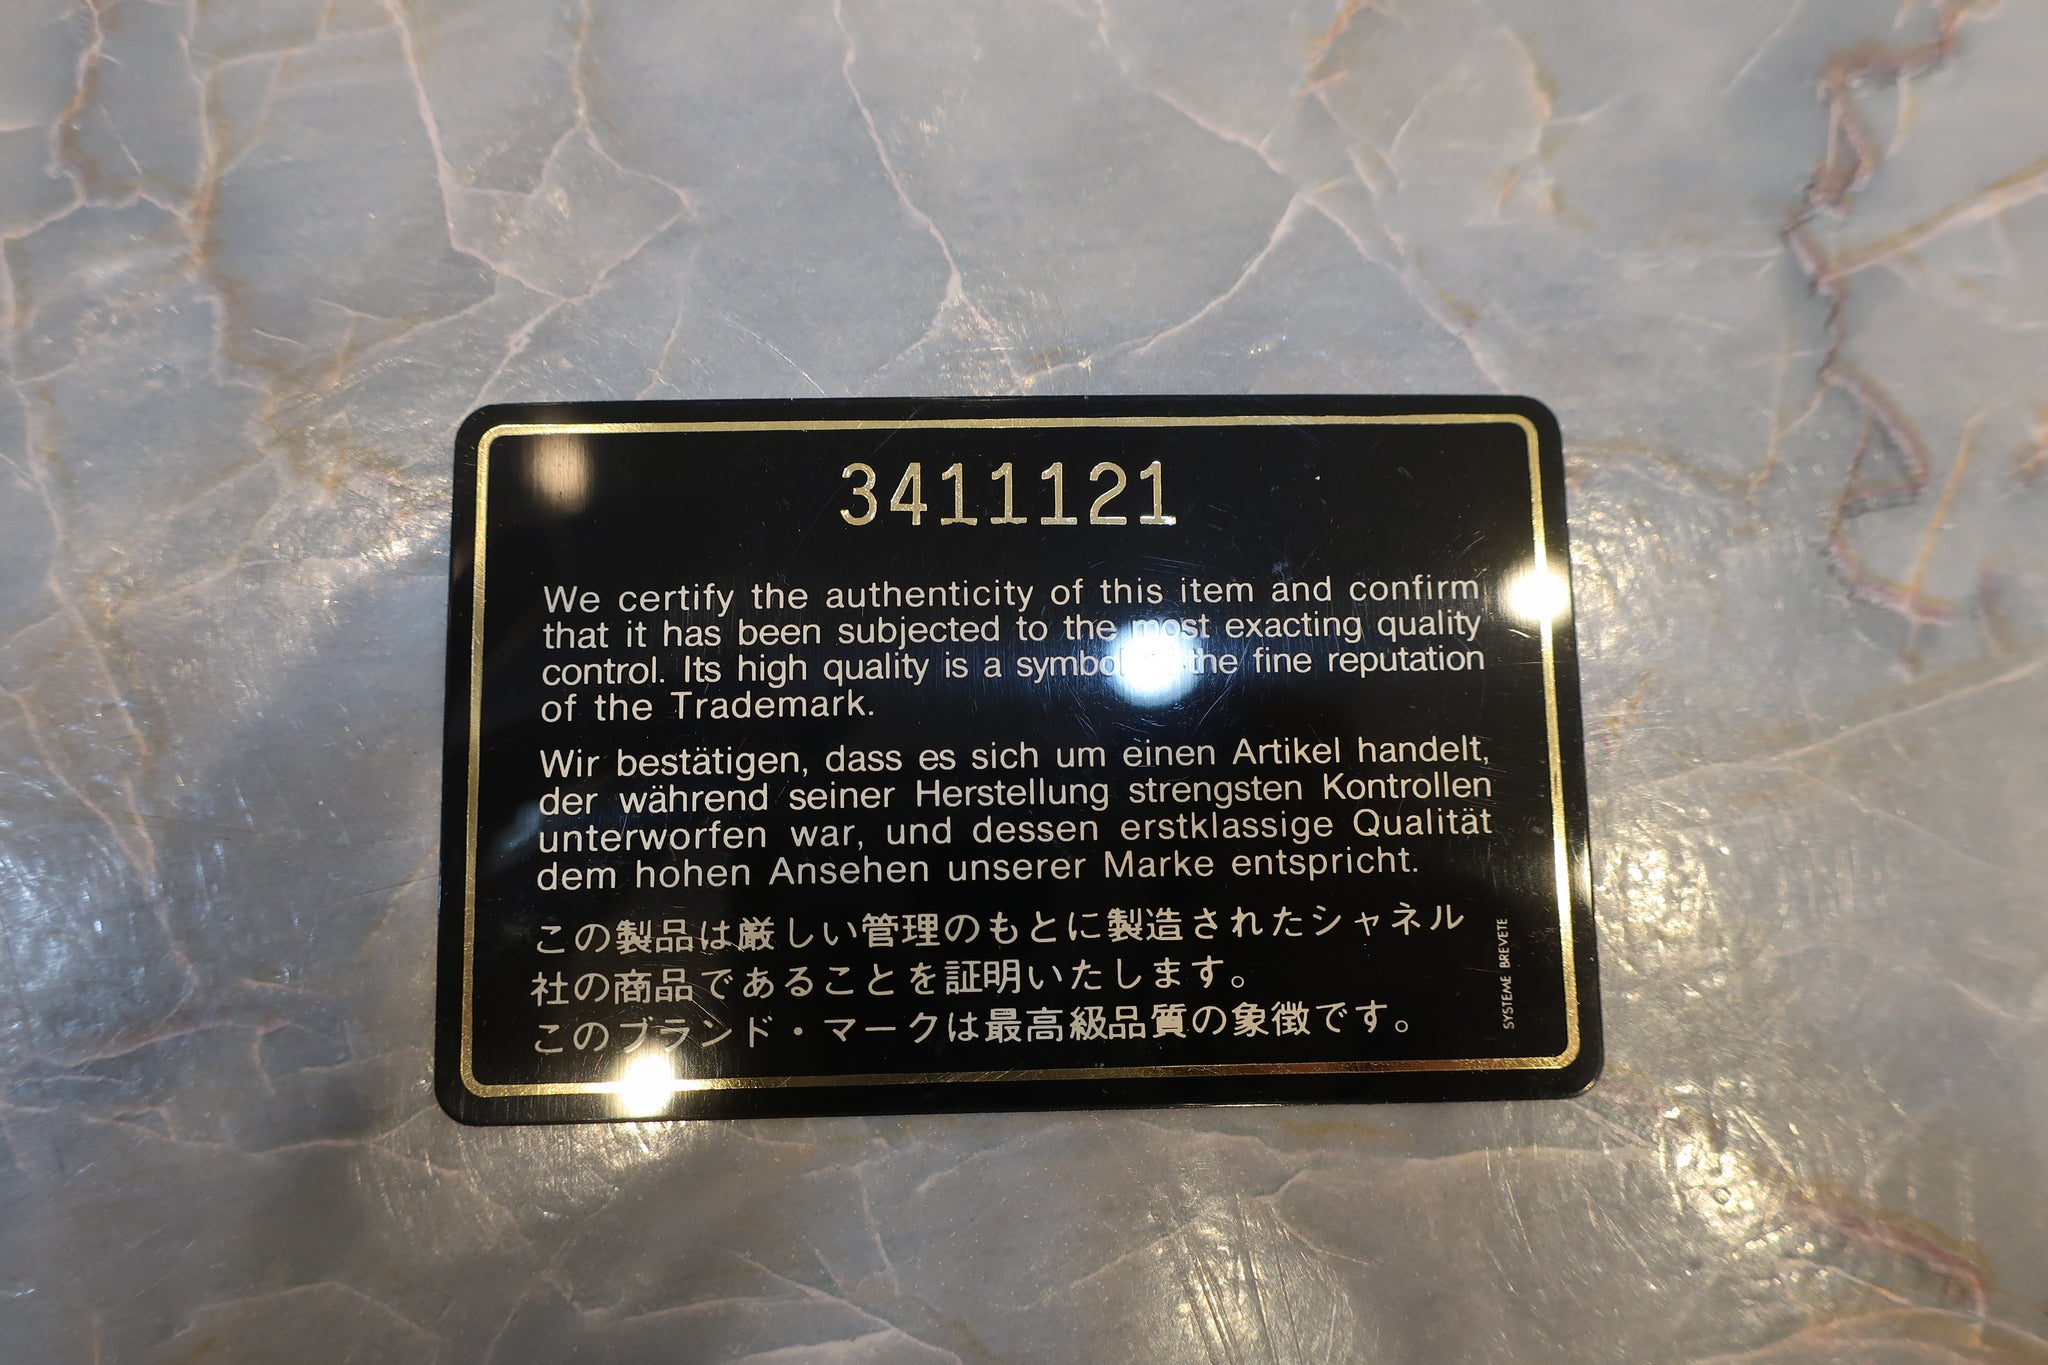 3411121
We certify the authenticity of this item and confirm
that it has been subjected to the most exacting quality
control. Its high quality is a symbol the fine reputation
of the Trademark.
Wir bestätigen, dass es sich um einen Artikel handelt,
der während seiner Herstellung strengsten Kontrollen
unterworfen war, und dessen erstklassige Qualität
dem hohen Ansehen unserer Marke entspricht.
この製品は厳しい管理のもとに製造されたシャネル
社の商品であることを証明いたします。
このブランド・マークは最高級品質の象徴です。
SYSTEME BREVETE